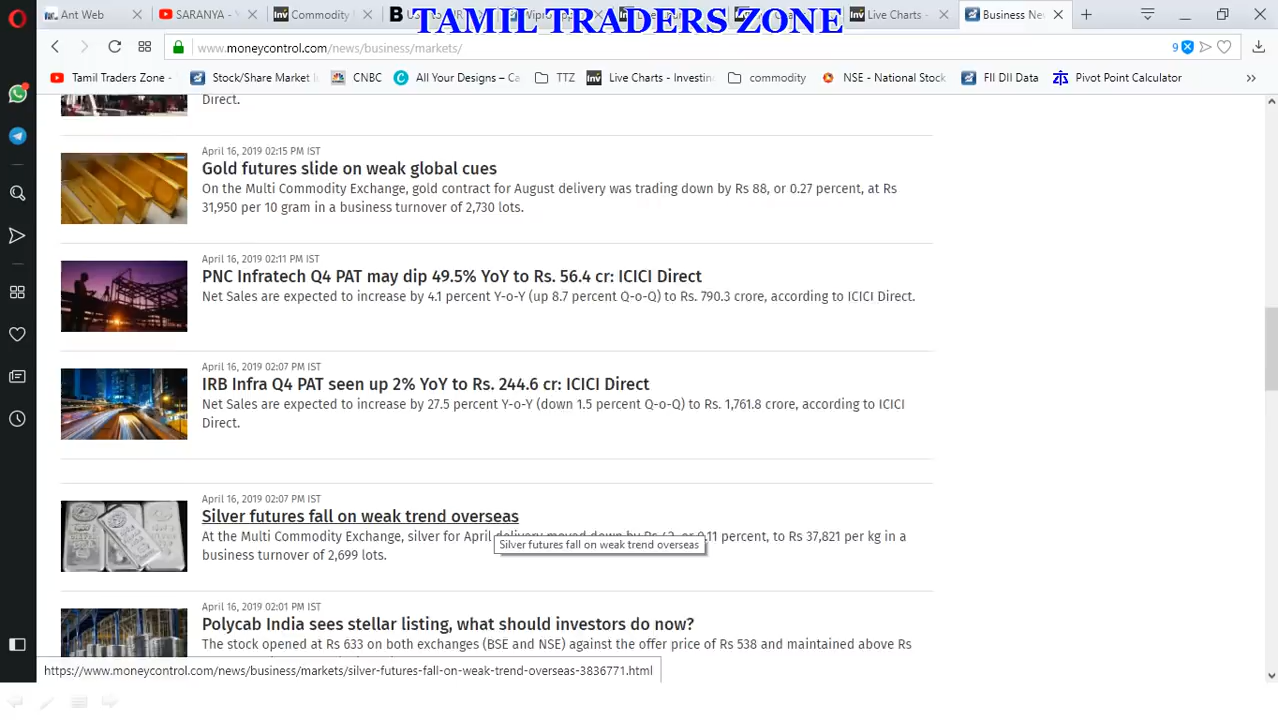 Ant Web
SARANYA -
Commodity
TAMIL TRADERS ZONE
Live Charts -
Business Ne
www.moneycontrol.com/news/business/markets/
9
Tamil Traders Zone -
Stock/Share Market
CNBC
All Your Designs – Ca
TTZ
Live Charts - Investin
commodity
NSE - National Stock
FII DII Data
Pivot Point Calculator
Direct.
April 16, 2019 02:15 PM IST
Gold futures slide on weak global cues
On the Multi Commodity Exchange, gold contract for August delivery was trading down by Rs 88, or 0.27 percent, at Rs
31,950 per 10 gram in a business turnover of 2,730 lots.
April 16, 2019 02:11 PM IST
PNC Infratech Q4 PAT may dip 49.5% YoY to Rs. 56.4 cr: ICICI Direct
Net Sales are expected to increase by 4.1 percent Y-o-Y (up 8.7 percent Q-o-Q) to Rs. 790.3 crore, according to ICICI Direct.
April 16, 2019 02:07 PM IST
IRB Infra Q4 PAT seen up 2% YoY to Rs. 244.6 cr: ICICI Direct
Net Sales are expected to increase by 27.5 percent Y-o-Y (down 1.5 percent Q-o-Q) to Rs. 1,761.8 crore, according to ICICI
Direct.
April 16, 2019 02:07 PM IST
Silver futures fall on weak trend overseas
At the Multi Commodity Exchange, silver for April delivery moved down by Rs 42, or 0.11 percent, to Rs 37,821 per kg in a
Silver futures fall on weak trend overseas
business turnover of 2,699 lots.
April 16, 2019 02:01 PM IST
Polycab India sees stellar listing, what should investors do now?
The stock opened at Rs 633 on both exchanges (BSE and NSE) against the offer price of Rs 538 and maintained above Rs
https://www.moneycontrol.com/news/business/markets/silver-futures-fall-on-weak-trend-overseas-3836771.html